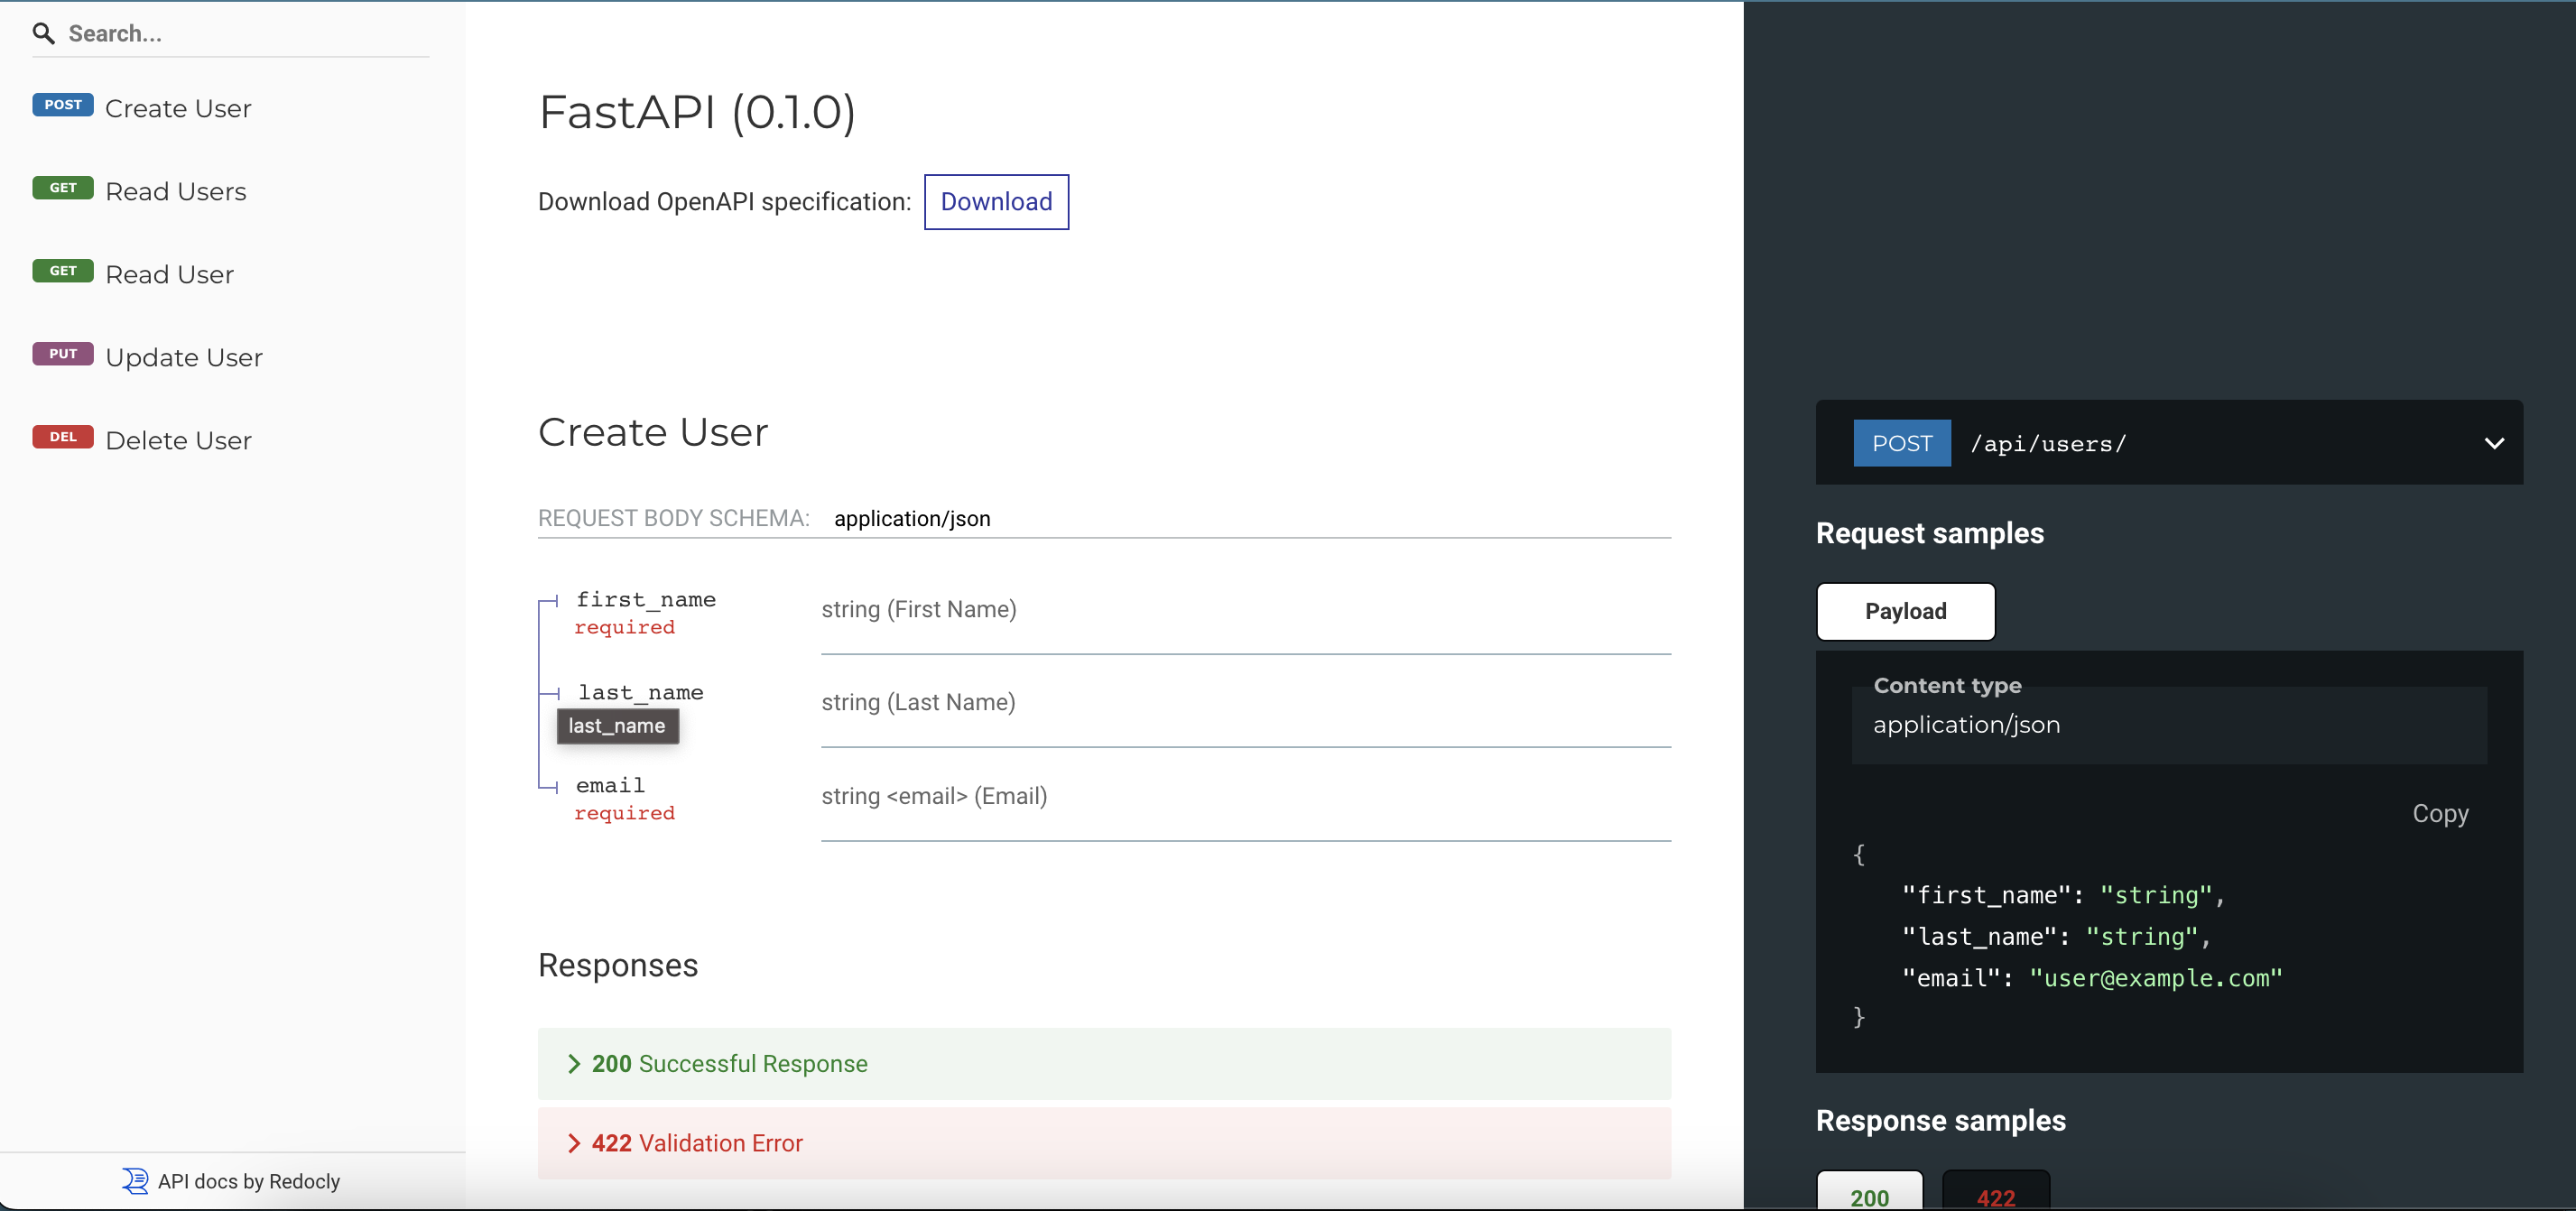 Search...
POST Create User
GET Read Users
GET Read User
PUT Update User
DEL Delete User
API docs by Redocly
FastAPI (0.1.0)
Download OpenAPI specification: Download
Create User
REQUEST BODY SCHEMA: application/json
first_name string (First Name)
required
last_name string (Last Name)
last_name
email string <email> (Email)
required
Responses
200 Successful Response
422 Validation Error
POST /api/users/
Request samples
Payload
Content type
application/json
Copy
{
"first_name": "string",
"last_name": "string",
"email": "user@example.com"
}
Response samples
200 422